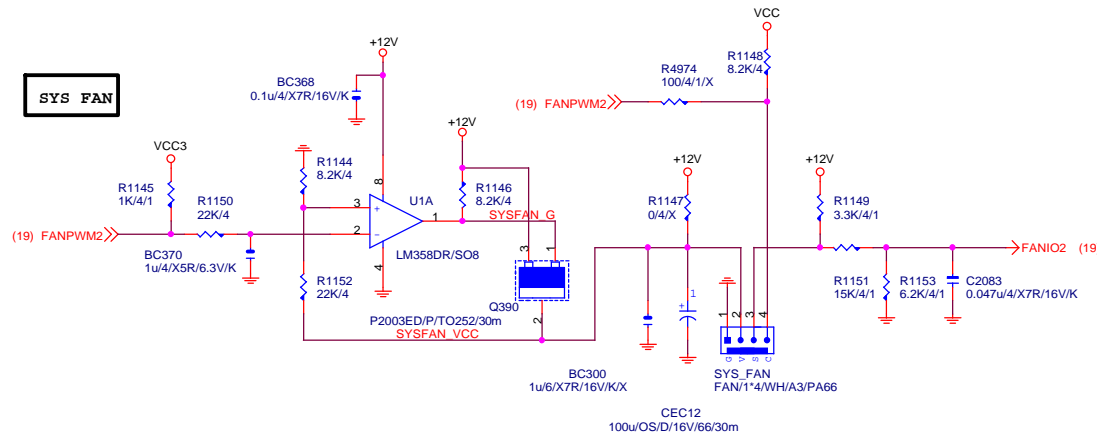 SYS FAN
+12V
BC368
0.1u/4/X7R/16V/K
VCC3
R1145
1K/4/1
R1150
22K/4
(19) FANPWM2
BC370
1u/4/X5R/6.3V/K
R1144
8.2K/4
R1152
22K/4
8
3
+
2
-
1
4
U1A
LM358DR/SO8
+12V
R1146
8.2K/4
SYSFAN_G
3
1
2
Q390
P2003ED/P/TO252/30m
SYSFAN_VCC
VCC
R1148
8.2K/4
R4974
100/4/1/X
(19) FANPWM2
+12V
R1147
0/4/X
+12V
R1149
3.3K/4/1
FANIO2 (19
R1151
15K/4/1
R1153
6.2K/4/1
C2083
0.047u/4/X7R/16V/K
+
1
1
2
3
4
G
V
S
C
SYS_FAN
FAN/1*4/WH/A3/PA66
BC300
1u/6/X7R/16V/K/X
CEC12
100u/OS/D/16V/66/30m